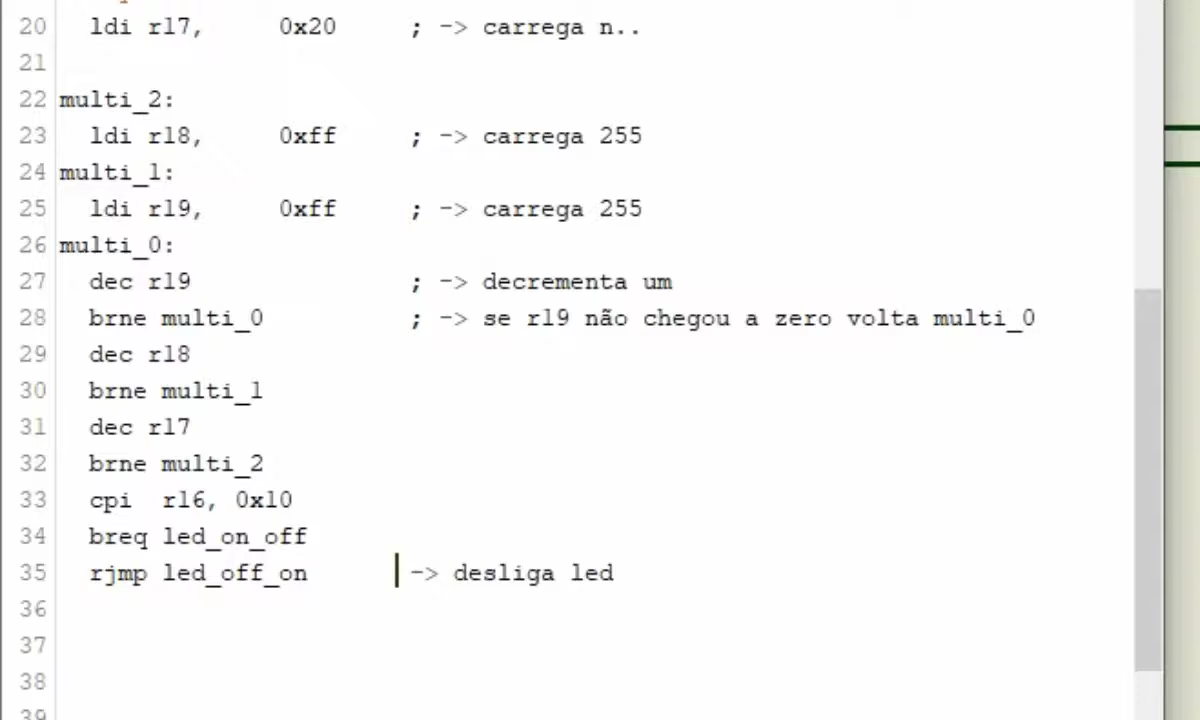 20 ldi r17, 0x20 ; -> carrega n..
21
22 multi_2:
23 ldi r18, 0xff ; -> carrega 255
24 multi_1:
25 ldi r19, 0xff ; -> carrega 255
26 multi_0:
27 dec r19 ; -> decrementa um
28 brne multi_0 ; -> se r19 não chegou a zero volta multi_0
29 dec r18
30 brne multi_1
31 dec r17
32 brne multi_2
33 cpi r16, 0x10
34 breq led_on_off
35 rjmp led_off_on -> desliga led
36
37
38
39